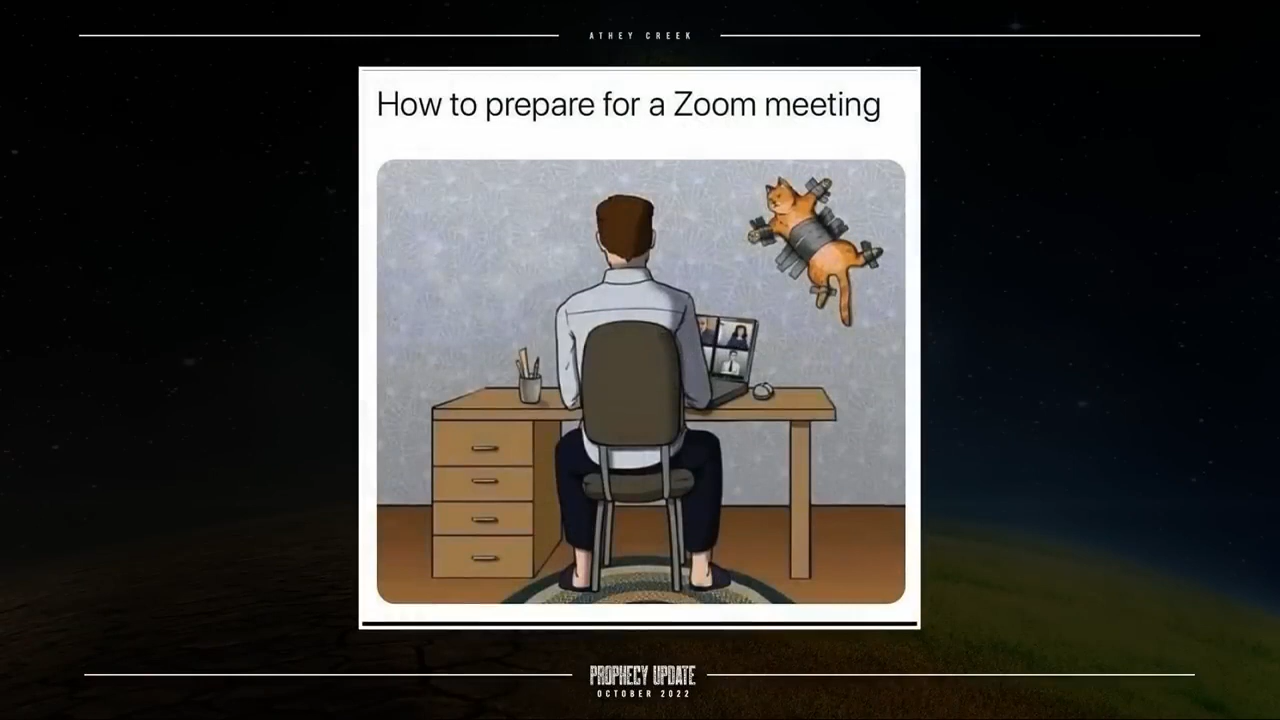 ATHEY CREEK
How to prepare for a Zoom meeting
PROPHECY UPDATE
OCTOBER 2022